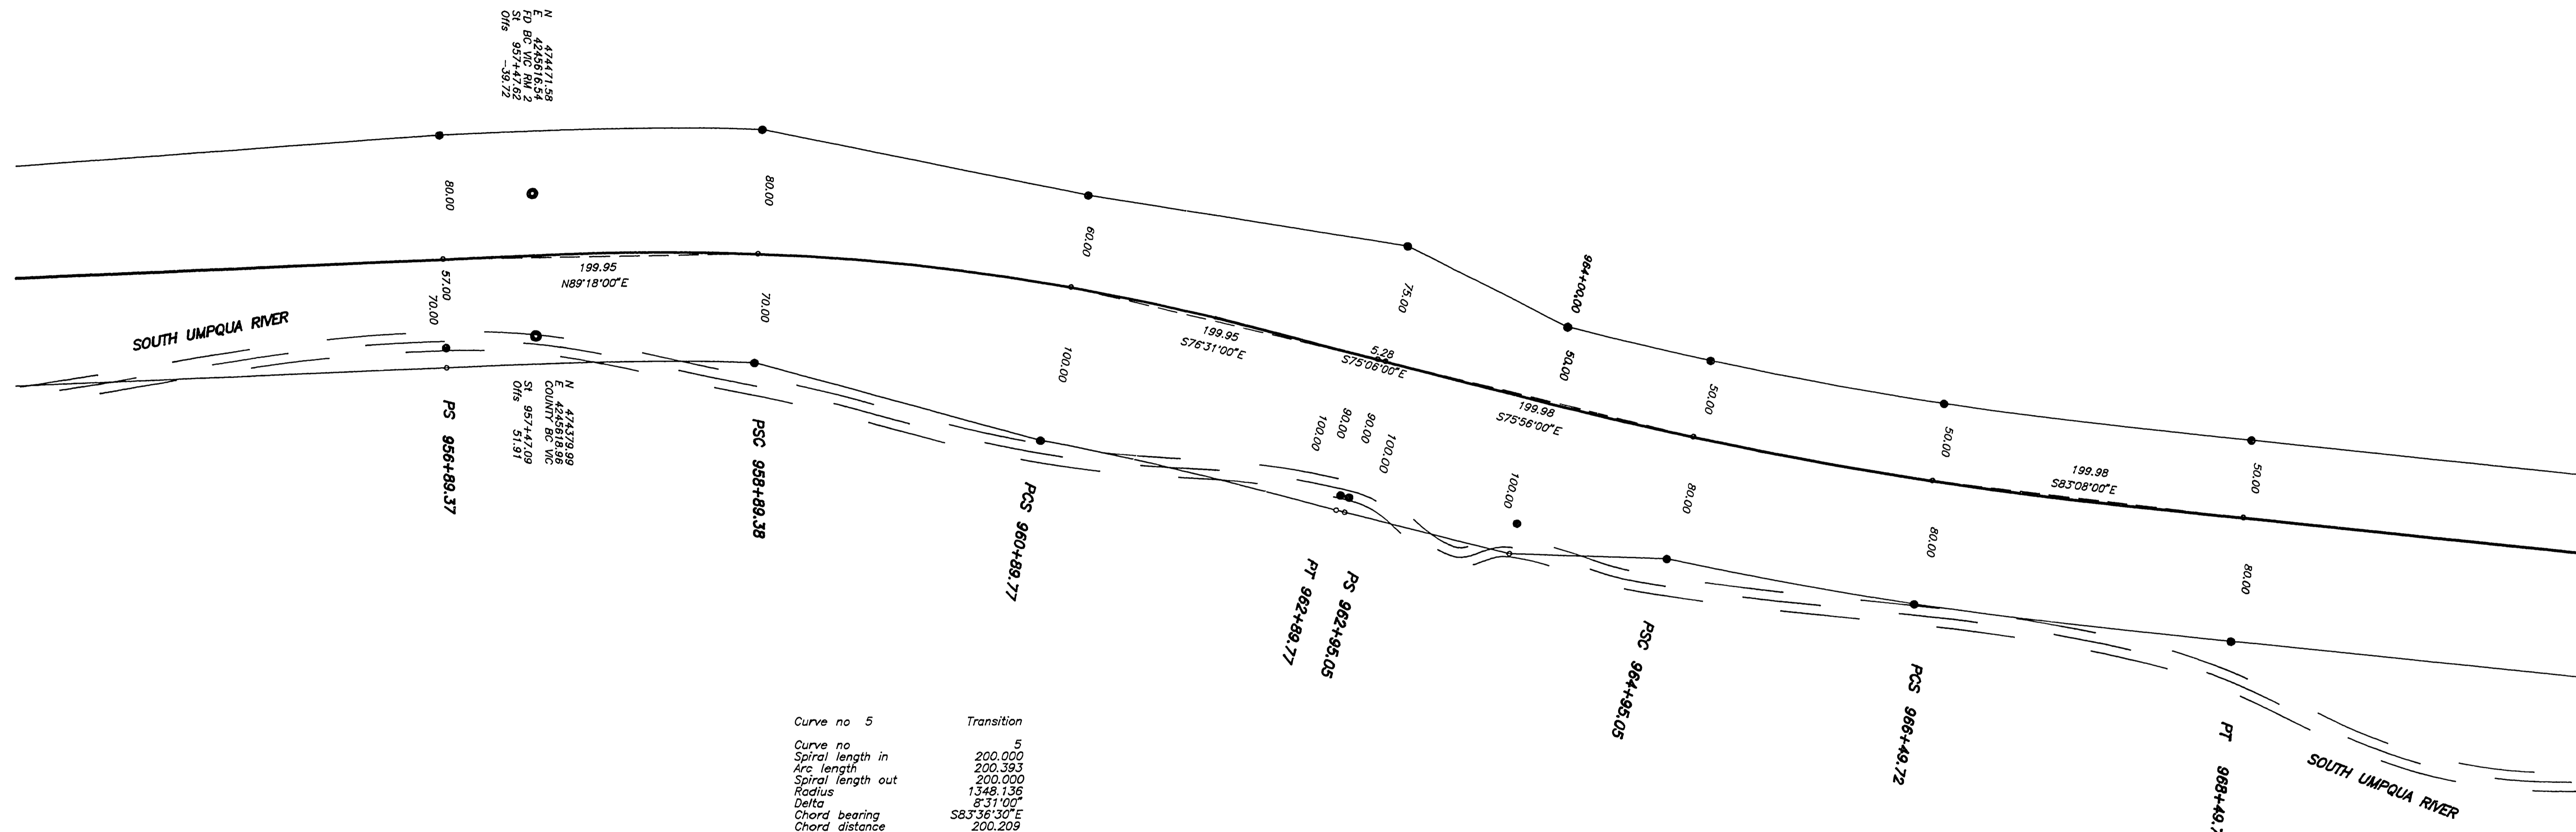 N 474471.58
E 4245616.54
FD BC VIC RM 2
St 957+47.62
Offs -39.72
80.00
80.00
60.00
75.00
964+00.00
50.00
50.00
50.00
50.00
199.95
N89°18'00"E
199.95
S76°31'00"E
5.28
S75°06'00"E
199.98
S75°56'00"E
199.98
S83°08'00"E
57.00
70.00
70.00
100.00
100.00
90.00
90.00
100.00
100.00
80.00
80.00
80.00
SOUTH UMPQUA RIVER
N 474379.99
E 4245618.96
COUNTY BC VIC
St 957+47.09
Offs 51.91
PS 956+89.37
PSC 958+89.38
PCS 960+89.77
PT 962+89.77
PS 962+95.05
PSC 964+95.05
PCS 966+49.72
PT
SOUTH UMPQUA RIVER
Curve no 5 Transition
Curve no 5
Spiral length in 200.000
Arc length 200.393
Spiral length out 200.000
Radius 1348.136
Delta 8°31'00"
Chord bearing S83°36'30"E
Chord distance 200.209